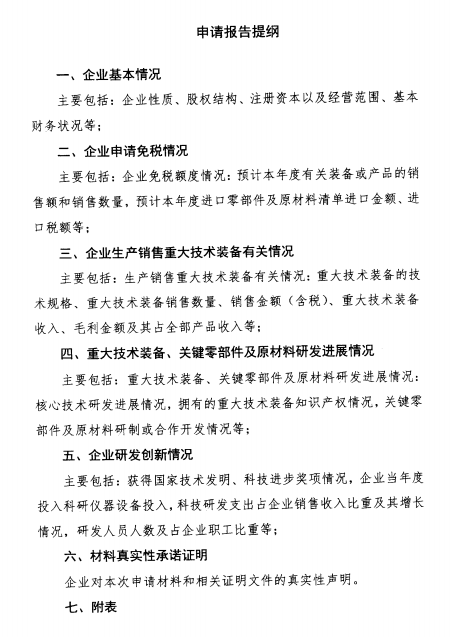 申请报告提纲
一、企业基本情况
主要包括：企业性质、股权结构、注册资本以及经营范围、基本
财务状况等；
二、企业申请免税情况
主要包括：企业免税额度情况：预计本年度有关装备或产品的销
售额和销售数量，预计本年度进口零部件及原材料清单进口金额、进
口税额等；
三、企业生产销售重大技术装备有关情况
主要包括：生产销售重大技术装备有关情况：重大技术装备的技
术规格、重大技术装备销售数量、销售金额（含税）、重大技术装备
收入、毛利金额及其占全部产品收入等；
四、重大技术装备、关键零部件及原材料研发进展情况
主要包括：重大技术装备、关键零部件及原材料研发进展情况：
核心技术研发进展情况，拥有的重大技术装备知识产权情况，关键零
部件及原材料研制或合作开发情况等；
五、企业研发创新情况
主要包括：获得国家技术发明、科技进步奖项情况，企业当年度
投入科研仪器设备投入，科技研发支出占企业销售收入比重及其增长
情况，研发人员人数及占企业职工比重等；
六、材料真实性承诺证明
企业对本次申请材料和相关证明文件的真实性声明。
七、附表